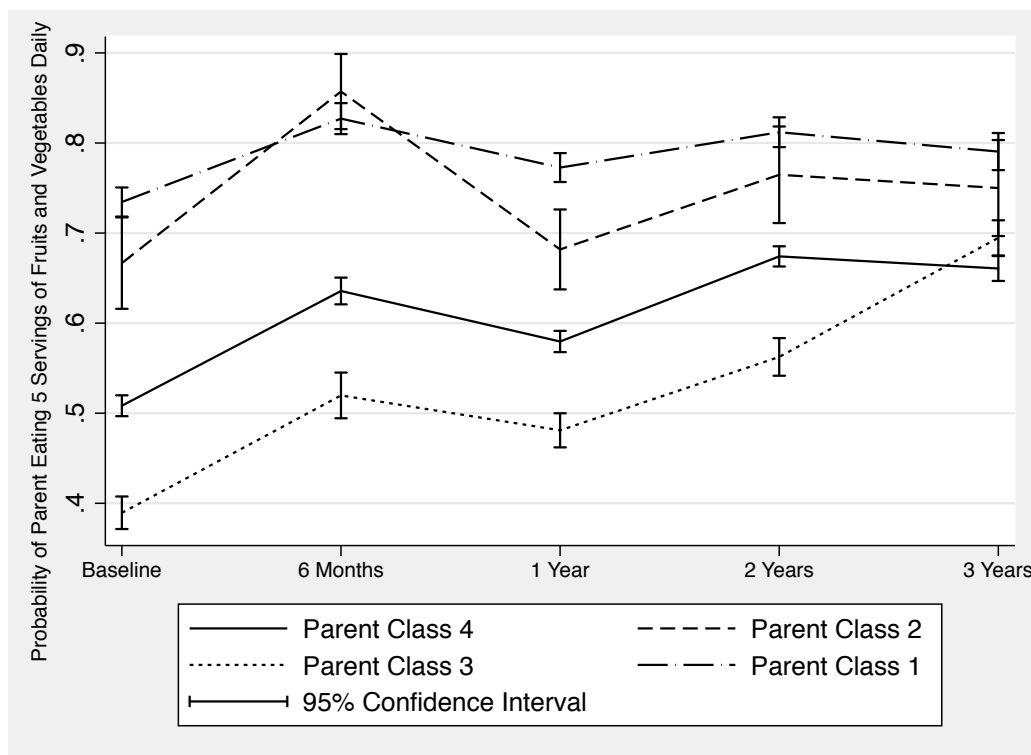 Probability of Parent Eating 5 Servings of Fruits and Vegetables Daily
.9
.8
.7
.6
.5
.4
Baseline 6 Months 1 Year 2 Years 3 Years
Parent Class 4 Parent Class 2
Parent Class 3 Parent Class 1
95% Confidence Interval